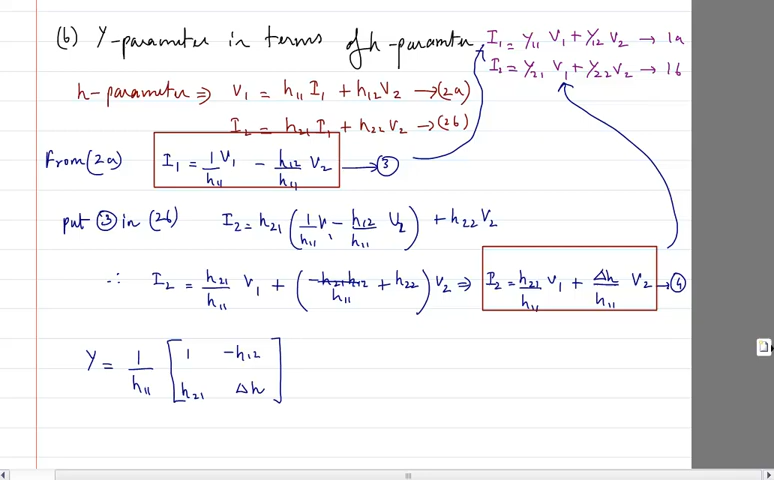 (b) Y-parameter in terms of h-paramter
I₁ = Y₁₁ V₁ + Y₁₂ V₂ → 1a
I₂ = Y₂₁ V₁ + Y₂₂ V₂ → 1b
h-parameter ⇒ V₁ = h₁₁ I₁ + h₁₂ V₂ → (2a)
I₂ = h₂₁ I₁ + h₂₂ V₂ → (2b)
From (2a) I₁ = 1/h₁₁ V₁ - h₁₂/h₁₁ V₂ → ③
put ③ in (2b) I₂ = h₂₁ (1/h₁₁ V₁ - h₁₂/h₁₁ V₂) + h₂₂ V₂
∴ I₂ = h₂₁/h₁₁ V₁ + (-h₂₁h₁₂/h₁₁ + h₂₂) V₂ ⇒ I₂ = h₂₁/h₁₁ V₁ + Δh/h₁₁ V₂ → ④
Y = 1/h₁₁ [1 -h₁₂
h₂₁ Δh]